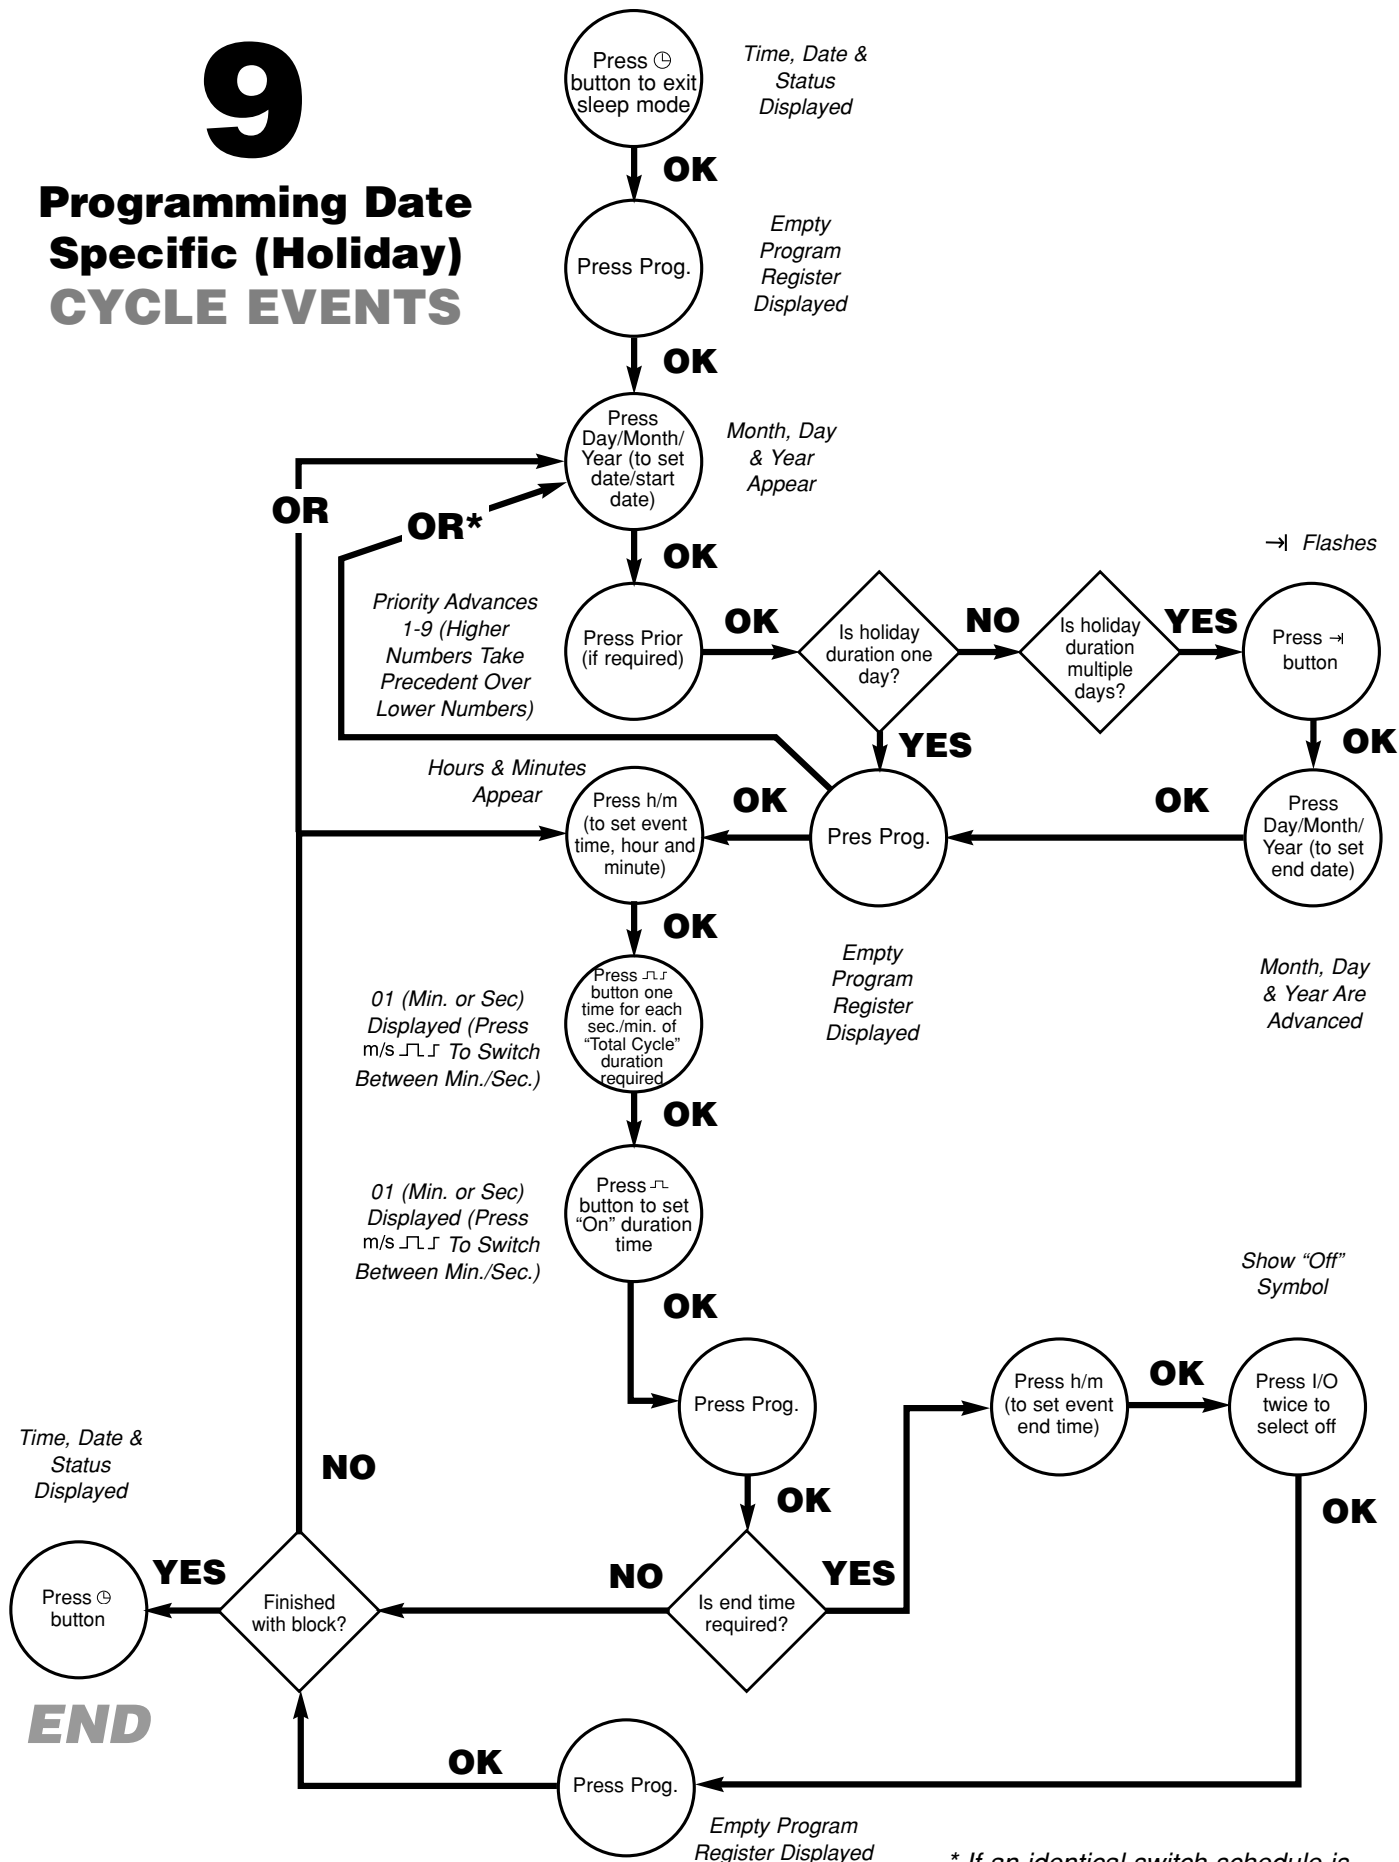 9
Programming Date
Specific (Holiday)
CYCLE EVENTS
Press
button to exit
sleep mode
Time, Date &
Status
Displayed
OK
Press Prog.
Empty
Program
Register
Displayed
OK
Press
Day/Month/
Year (to set
date/start
date)
Month, Day
& Year
Appear
OR
OR*
OK
Priority Advances
1-9 (Higher
Numbers Take
Precedent Over
Lower Numbers)
Press Prior
(if required)
OK
Is holiday
duration one
day?
NO
Is holiday
duration
multiple
days?
YES
Flashes
Press
button
OK
YES
Hours & Minutes
Appear
Press h/m
(to set event
time, hour and
minute)
OK
Pres Prog.
OK
Press
Day/Month/
Year (to set
end date)
Empty
Program
Register
Displayed
Month, Day
& Year Are
Advanced
OK
01 (Min. or Sec)
Displayed (Press
m/s To Switch
Between Min./Sec.)
Press
button one
time for each
sec./min. of
“Total Cycle”
duration
required
OK
01 (Min. or Sec)
Displayed (Press
m/s To Switch
Between Min./Sec.)
Press
button to set
“On” duration
time
OK
Press Prog.
Press h/m
(to set event
end time)
OK
Show “Off”
Symbol
Press I/O
twice to
select off
OK
OK
Time, Date &
Status
Displayed
NO
Press
button
YES
Finished
with block?
NO
Is end time
required?
YES
END
OK
Press Prog.
Empty Program
Register Displayed
* If an identical switch schedule is